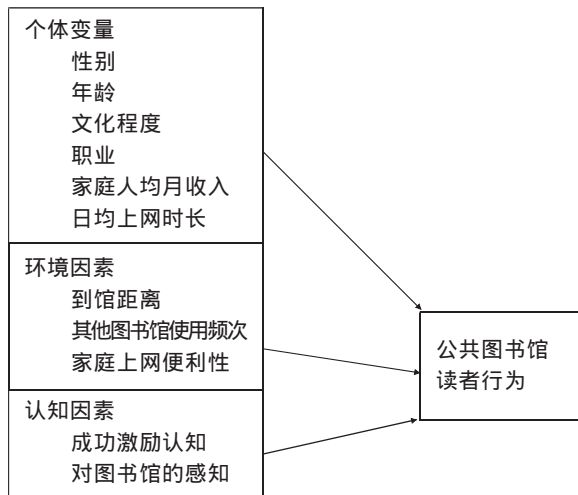 个体变量
性别
年龄
文化程度
职业
家庭人均月收入
日均上网时长
环境因素
到馆距离
其他图书馆使用频次
家庭上网便利性
认知因素
成功激励认知
对图书馆的感知
公共图书馆
读者行为